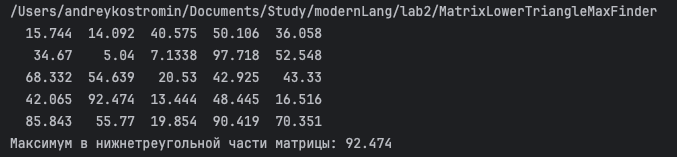 /Users/andreykostromin/Documents/Study/modernLang/lab2/MatrixLowerTriangleMaxFinder
15.744 14.092 40.575 50.106 36.058
34.67 5.04 7.1338 97.718 52.548
68.332 54.639 20.53 42.925 43.33
42.065 92.474 13.444 48.445 16.516
85.843 55.77 19.854 90.419 70.351
Максимум в нижнетреугольной части матрицы: 92.474